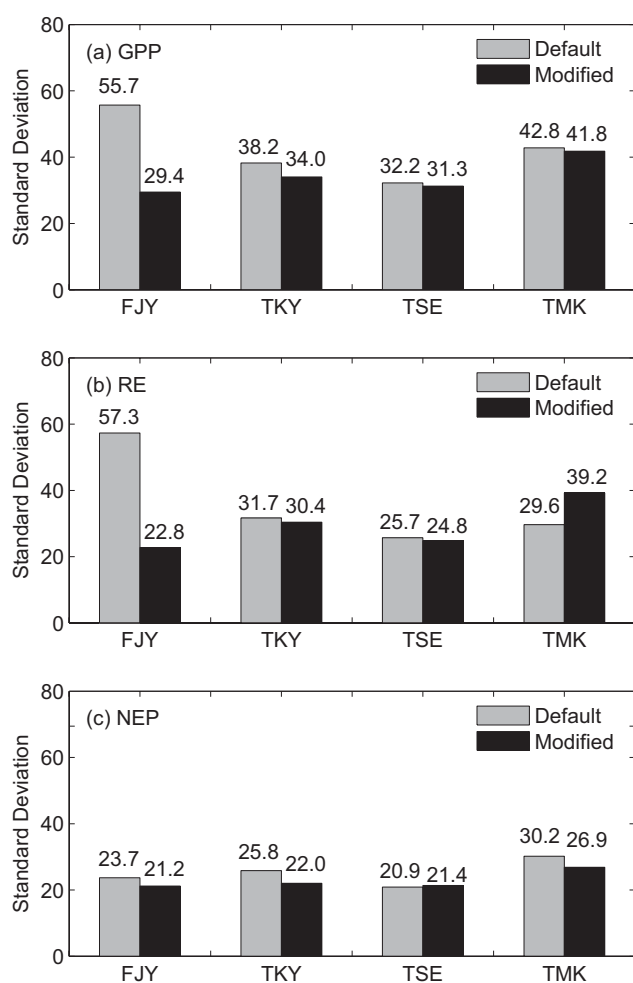 80
(a) GPP
Default
Modified
60
55.7
Standard Deviation
40
38.2
34.0
42.8
41.8
29.4
32.2
31.3
20
0
FJY
TKY
TSE
TMK
80
(b) RE
Default
Modified
60
57.3
Standard Deviation
40
39.2
31.7
30.4
29.6
25.7
24.8
22.8
20
0
FJY
TKY
TSE
TMK
80
(c) NEP
Default
Modified
60
Standard Deviation
40
30.2
26.9
25.8
22.0
23.7
21.2
20.9
21.4
20
0
FJY
TKY
TSE
TMK